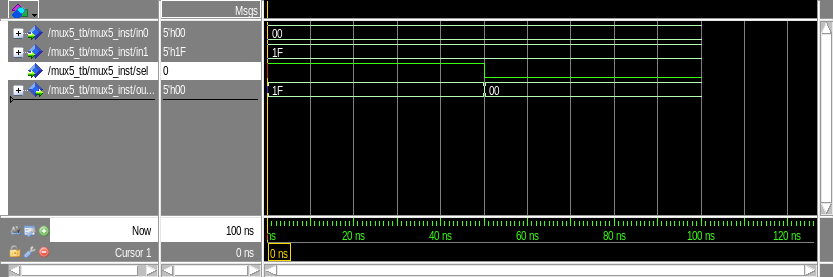 Msgs
/mux5_tb/mux5_inst/in0 5'h00 00
/mux5_tb/mux5_inst/in1 5'h1F 1F
/mux5_tb/mux5_inst/sel 0
/mux5_tb/mux5_inst/ou... 5'h00 1F 00
Now 100 ns ns 20 ns 40 ns 60 ns 80 ns 100 ns 120 ns
Cursor 1 0 ns 0 ns